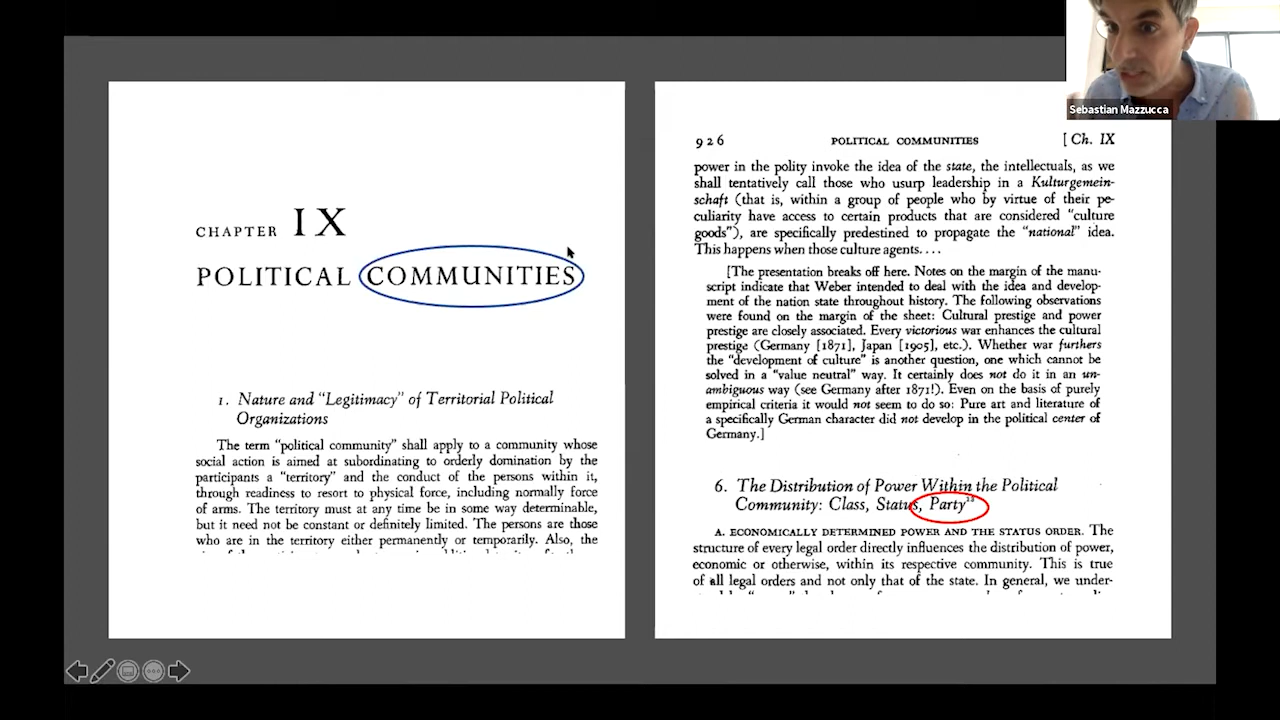 CHAPTER IX
POLITICAL COMMUNITIES
1. Nature and "Legitimacy" of Territorial Political
Organizations
The term "political community" shall apply to a community whose
social action is aimed at subordinating to orderly domination by the
participants a "territory" and the conduct of the persons within it,
through readiness to resort to physical force, including normally force
of arms. The territory must at any time be in some way determinable,
but it need not be constant or definitely limited. The persons are those
who are in the territory either permanently or temporarily. Also, the
926 POLITICAL COMMUNITIES [ Ch. IX
power in the polity invoke the idea of the state, the intellectuals, as we
shall tentatively call those who usurp leadership in a Kulturgemein-
schaft (that is, within a group of people who by virtue of their pe-
culiarity have access to certain products that are considered "culture
goods"), are specifically predestined to propagate the "national" idea.
This happens when those culture agents. . . .
[The presentation breaks off here. Notes on the margin of the manu-
script indicate that Weber intended to deal with the idea and develop-
ment of the nation state throughout history. The following observations
were found on the margin of the sheet: Cultural prestige and power
prestige are closely associated. Every victorious war enhances the cultural
prestige (Germany [1871], Japan [1905], etc.). Whether war furthers
the "development of culture" is another question, one which cannot be
solved in a "value neutral" way. It certainly does not do it in an un-
ambiguous way (see Germany after 1871!). Even on the basis of purely
empirical criteria it would not seem to do so: Pure art and literature of
a specifically German character did not develop in the political center of
Germany.]
6. The Distribution of Power Within the Political
Community: Class, Status, Party
A. ECONOMICALLY DETERMINED POWER AND THE STATUS ORDER. The
structure of every legal order directly influences the distribution of power,
economic or otherwise, within its respective community. This is true
of all legal orders and not only that of the state. In general, we under-
Sebastian Mazzucca